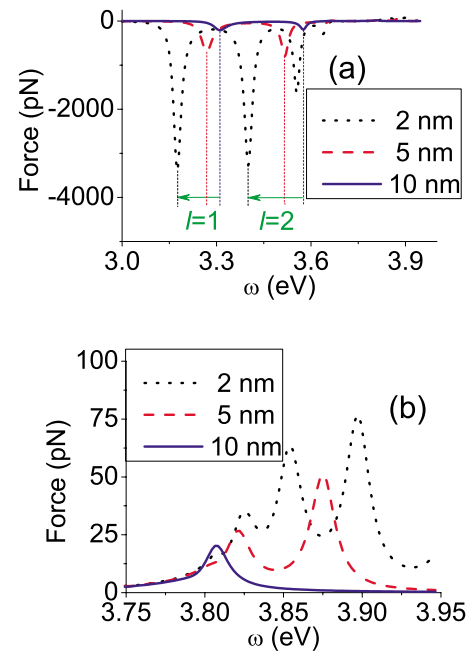 0
-2000
-4000
Force (pN)
(a)
2 nm
5 nm
10 nm
l=1
l=2
3.0
3.3
3.6
3.9
ω (eV)
100
75
50
25
0
Force (pN)
2 nm
5 nm
10 nm
(b)
3.75
3.80
3.85
3.90
3.95
ω (eV)